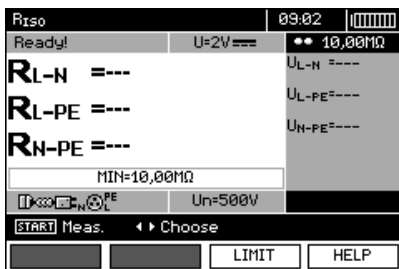 RISO 09:02
Ready! U=2V 10,00MΩ
RL-N =--- UL-N =---
RL-PE =--- UL-PE=---
RN-PE =--- UN-PE=---
MIN=10,00MΩ
N PE L Un=500V
START Meas. Choose
LIMIT HELP